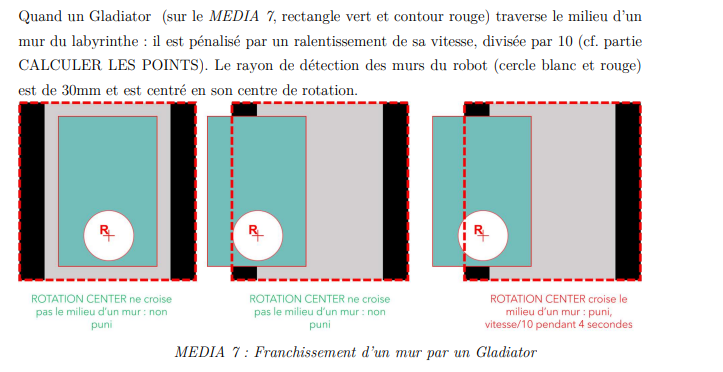 Quand un Gladiator (sur le MEDIA 7, rectangle vert et contour rouge) traverse le milieu d'un
mur du labyrinthe : il est pénalisé par un ralentissement de sa vitesse, divisée par 10 (cf. partie
CALCULER LES POINTS). Le rayon de détection des murs du robot (cercle blanc et rouge)
est de 30mm et est centré en son centre de rotation.
R
R
R
ROTATION CENTER ne croise
pas le milieu d'un mur : non
puni
ROTATION CENTER ne croise
pas le milieu d'un mur : non
puni
ROTATION CENTER croise le
milieu d'un mur : puni,
vitesse/10 pendant 4 secondes
MEDIA 7 : Franchissement d'un mur par un Gladiator